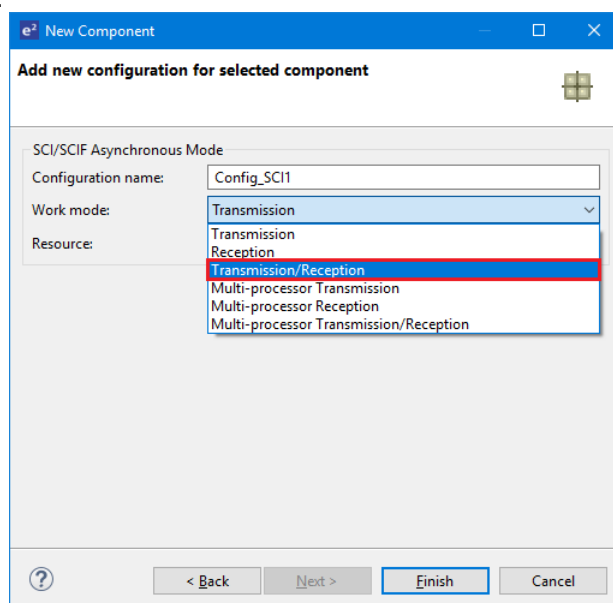 e² New Component
Add new configuration for selected component
SCI/SCIF Asynchronous Mode
Configuration name: Config_SCI1
Work mode: Transmission
Resource: Transmission
Reception
Transmission/Reception
Multi-processor Transmission
Multi-processor Reception
Multi-processor Transmission/Reception
? < Back Next > Finish Cancel